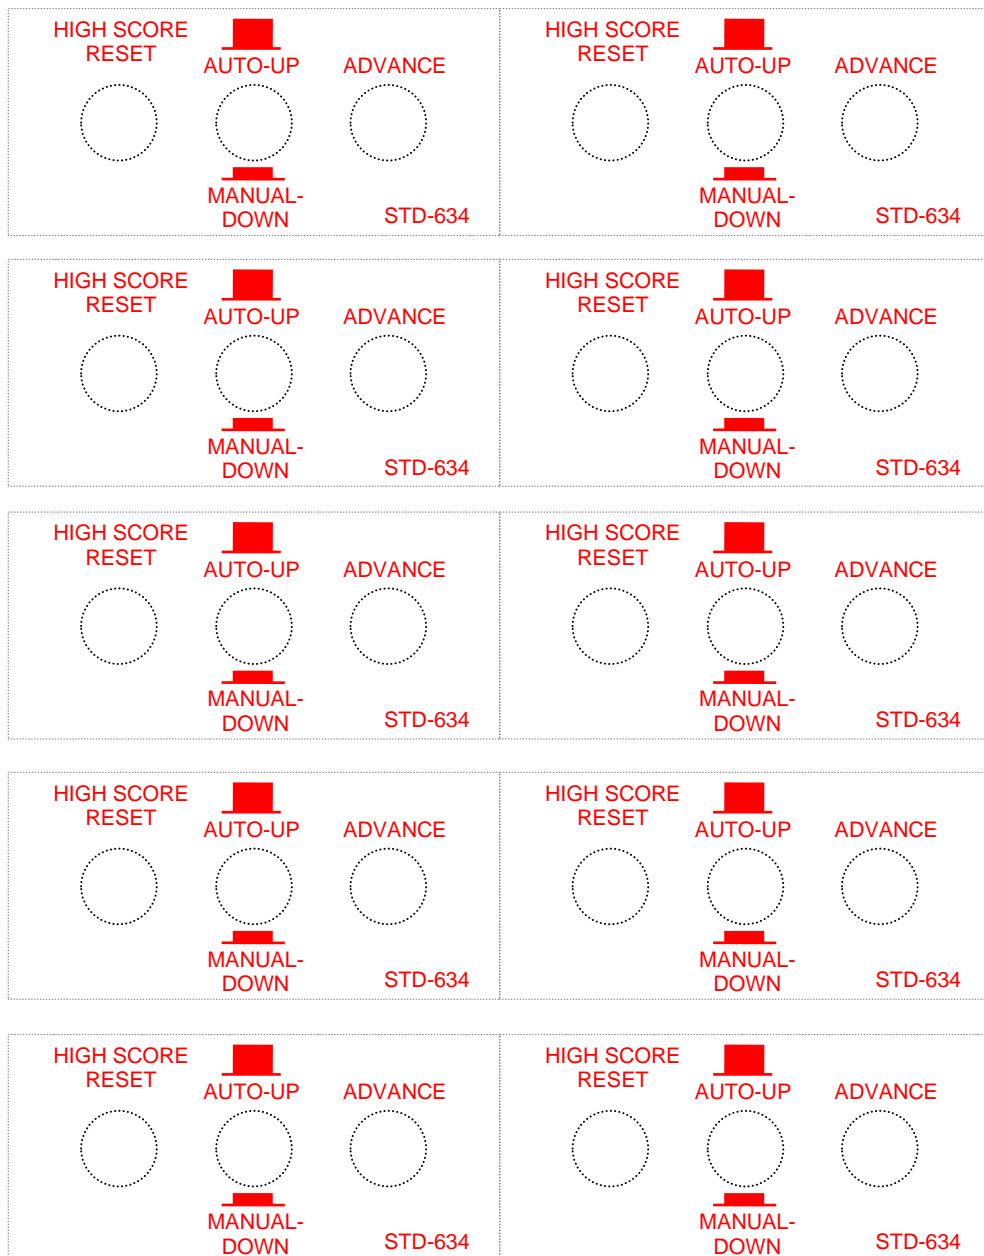 HIGH SCORE
RESET
AUTO-UP
ADVANCE
MANUAL-
DOWN
STD-634
HIGH SCORE
RESET
AUTO-UP
ADVANCE
MANUAL-
DOWN
STD-634
HIGH SCORE
RESET
AUTO-UP
ADVANCE
MANUAL-
DOWN
STD-634
HIGH SCORE
RESET
AUTO-UP
ADVANCE
MANUAL-
DOWN
STD-634
HIGH SCORE
RESET
AUTO-UP
ADVANCE
MANUAL-
DOWN
STD-634
HIGH SCORE
RESET
AUTO-UP
ADVANCE
MANUAL-
DOWN
STD-634
HIGH SCORE
RESET
AUTO-UP
ADVANCE
MANUAL-
DOWN
STD-634
HIGH SCORE
RESET
AUTO-UP
ADVANCE
MANUAL-
DOWN
STD-634
HIGH SCORE
RESET
AUTO-UP
ADVANCE
MANUAL-
DOWN
STD-634
HIGH SCORE
RESET
AUTO-UP
ADVANCE
MANUAL-
DOWN
STD-634